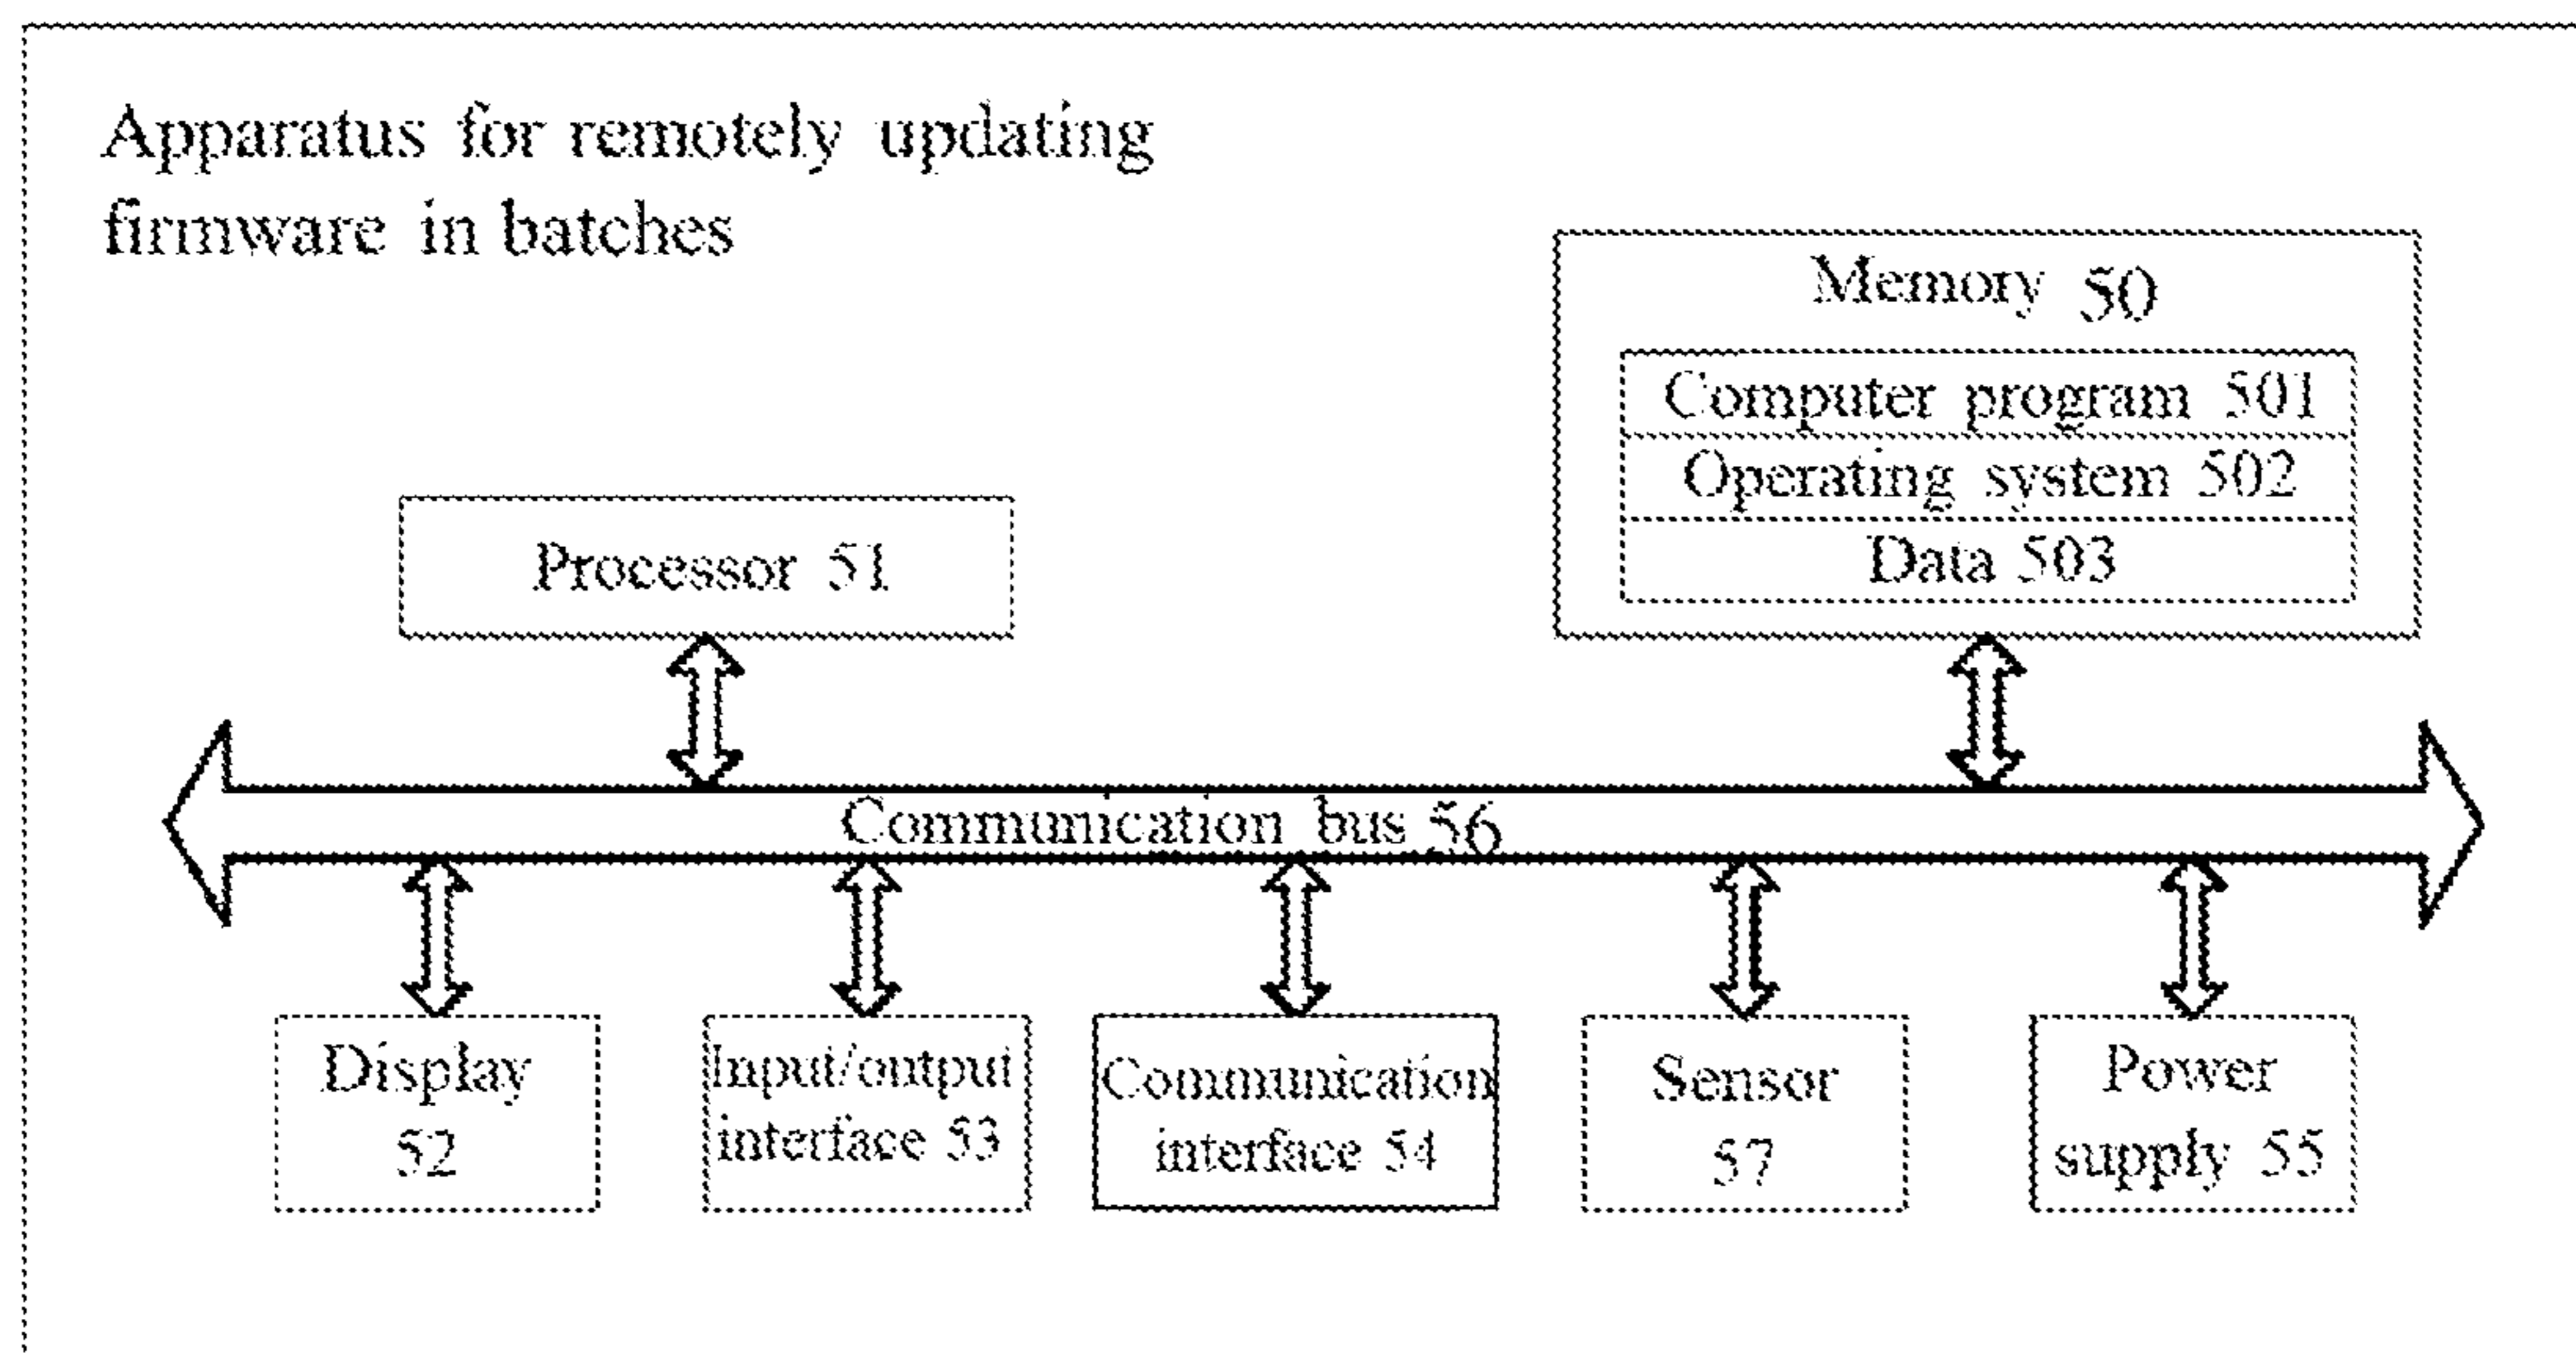 Apparatus for remotely updating
firmware in batches
Memory 50
Computer program 501
Operating system 502
Data 503
Processor 51
Communication bus 56
Display
52
Input/output
interface 53
Communication
interface 54
Sensor
57
Power
supply 55